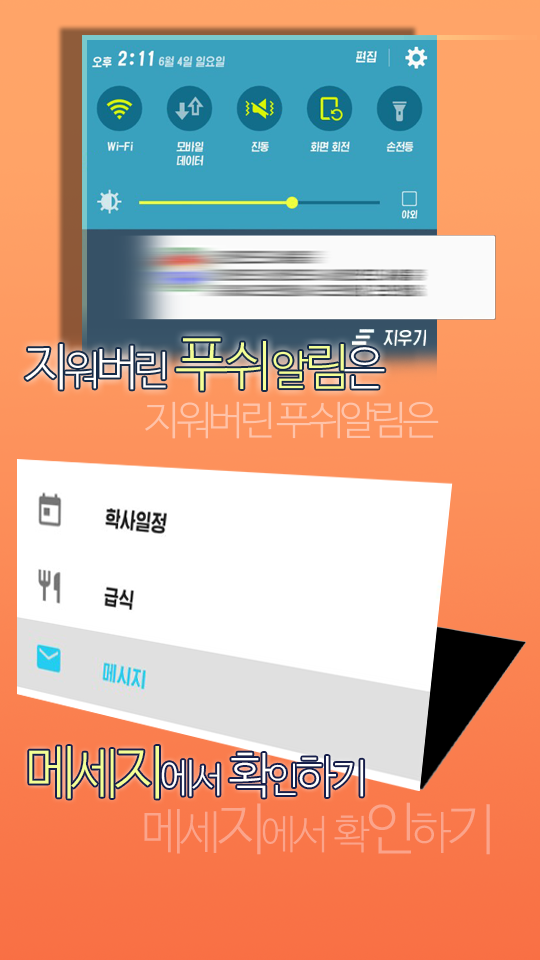 오후 2:11 6월 4일 일요일 편집
Wi-Fi 모바일 데이터 진동 화면 회전 손전등
야외
지우기
지워버린 푸쉬알림은
지워버린 푸쉬알림은
학사일정
급식
메시지
메세지에서 확인하기
메세지에서 확인하기